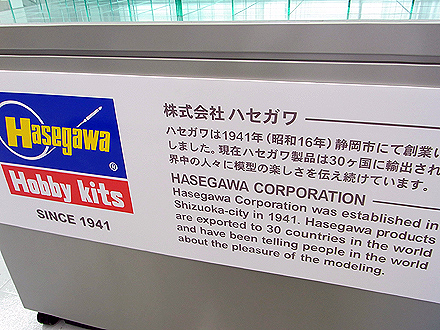 Hasegawa
®
Hobby kits
SINCE 1941
株式会社 ハセガワ
ハセガワは1941年（昭和16年）静岡市にて創業い
しました。現在ハセガワ製品は30ヶ国に輸出され
界中の人々に模型の楽しさを伝え続けています。
HASEGAWA CORPORATION
Hasegawa Corporation was established in
Shizuoka-city in 1941. Hasegawa products
are exported to 30 countries in the world
and have been telling people in the world
about the pleasure of the modeling.